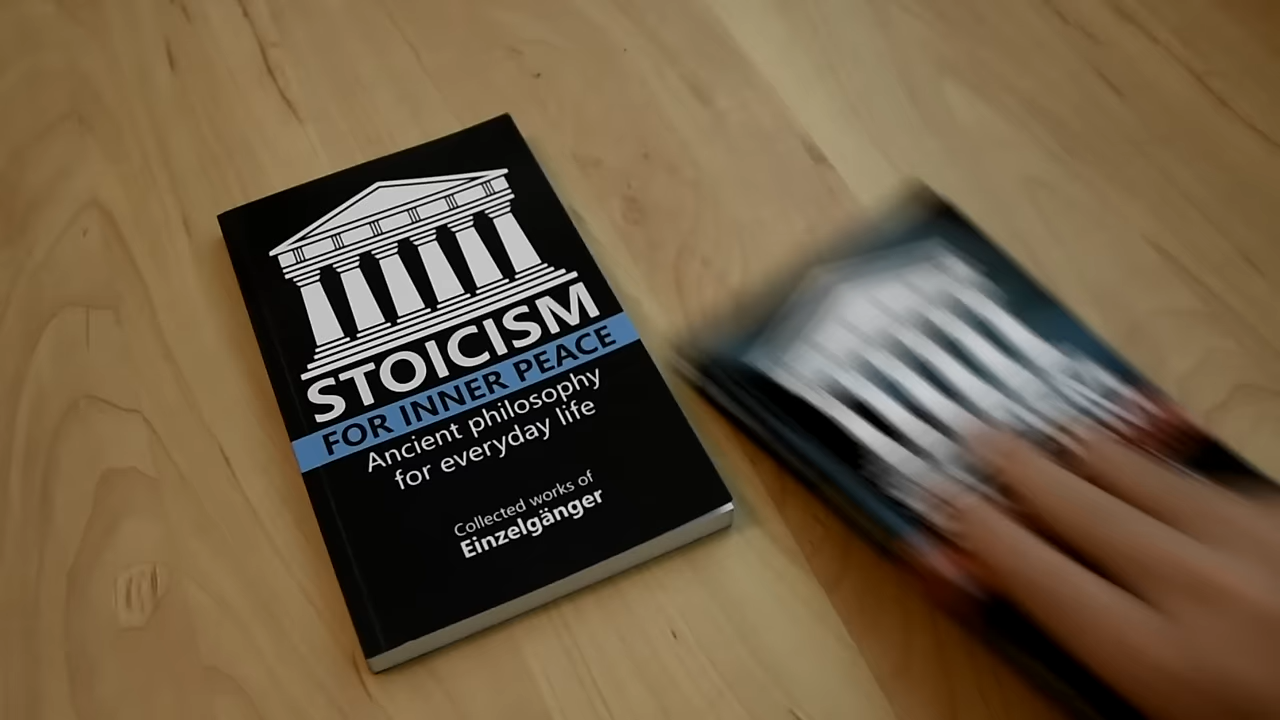 STOICISM
FOR INNER PEACE
Ancient philosophy
for everyday life
Collected works of
Einzelgänger